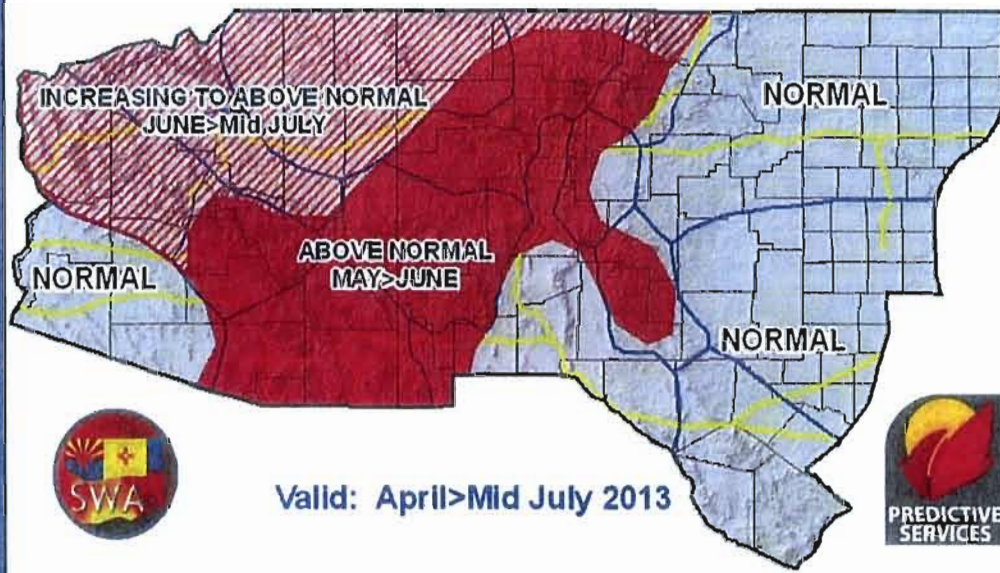 INCREASING TO ABOVE NORMAL
JUNE>Mid JULY
NORMAL
ABOVE NORMAL
MAY>JUNE
NORMAL
NORMAL
SWA
Valid: April>Mid July 2013
PREDICTIVE
SERVICES